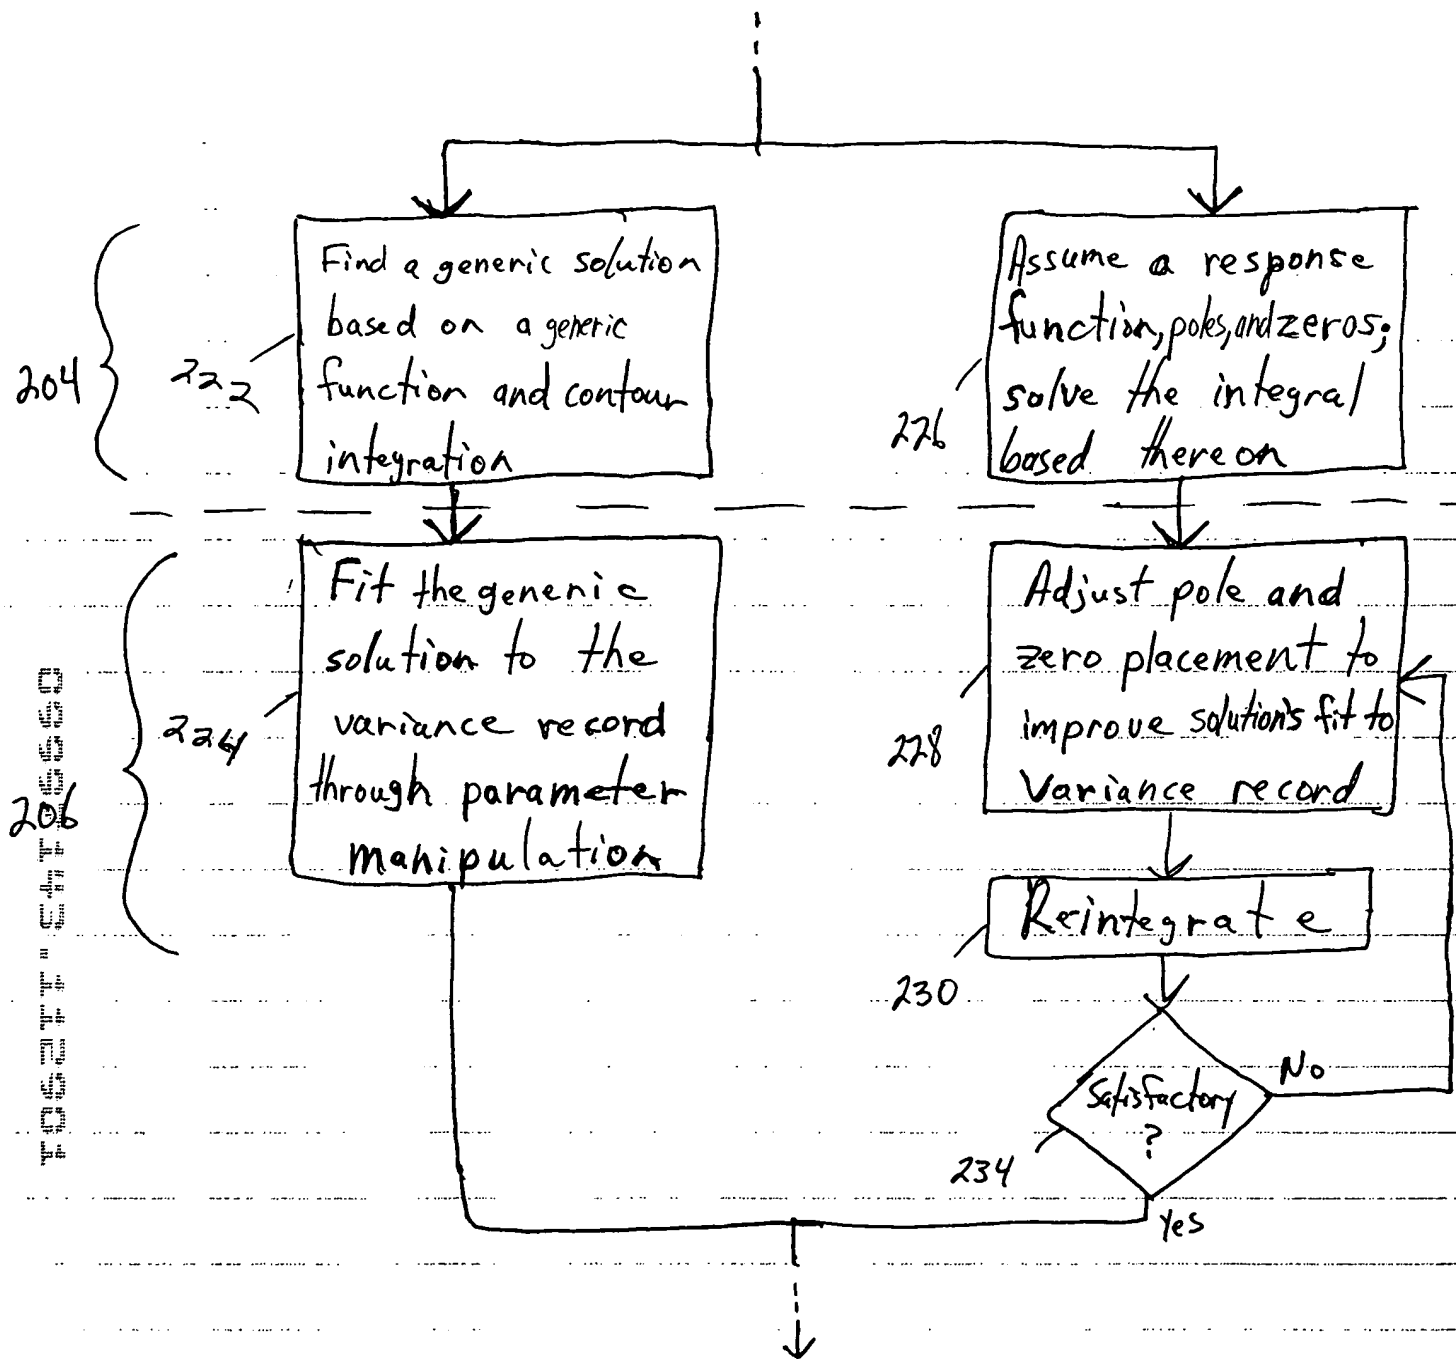 Find a generic solution
based on a generic
function and contour
integration
204
222
Assume a response
function, poles, and zeros;
solve the integral
based thereon
226
Fit the generic
solution to the
variance record
through parameter
manipulation
224
206
Adjust pole and
zero placement to
improve solution's fit to
variance record
228
Reintegrate
230
Satisfactory
?
No
234
Yes